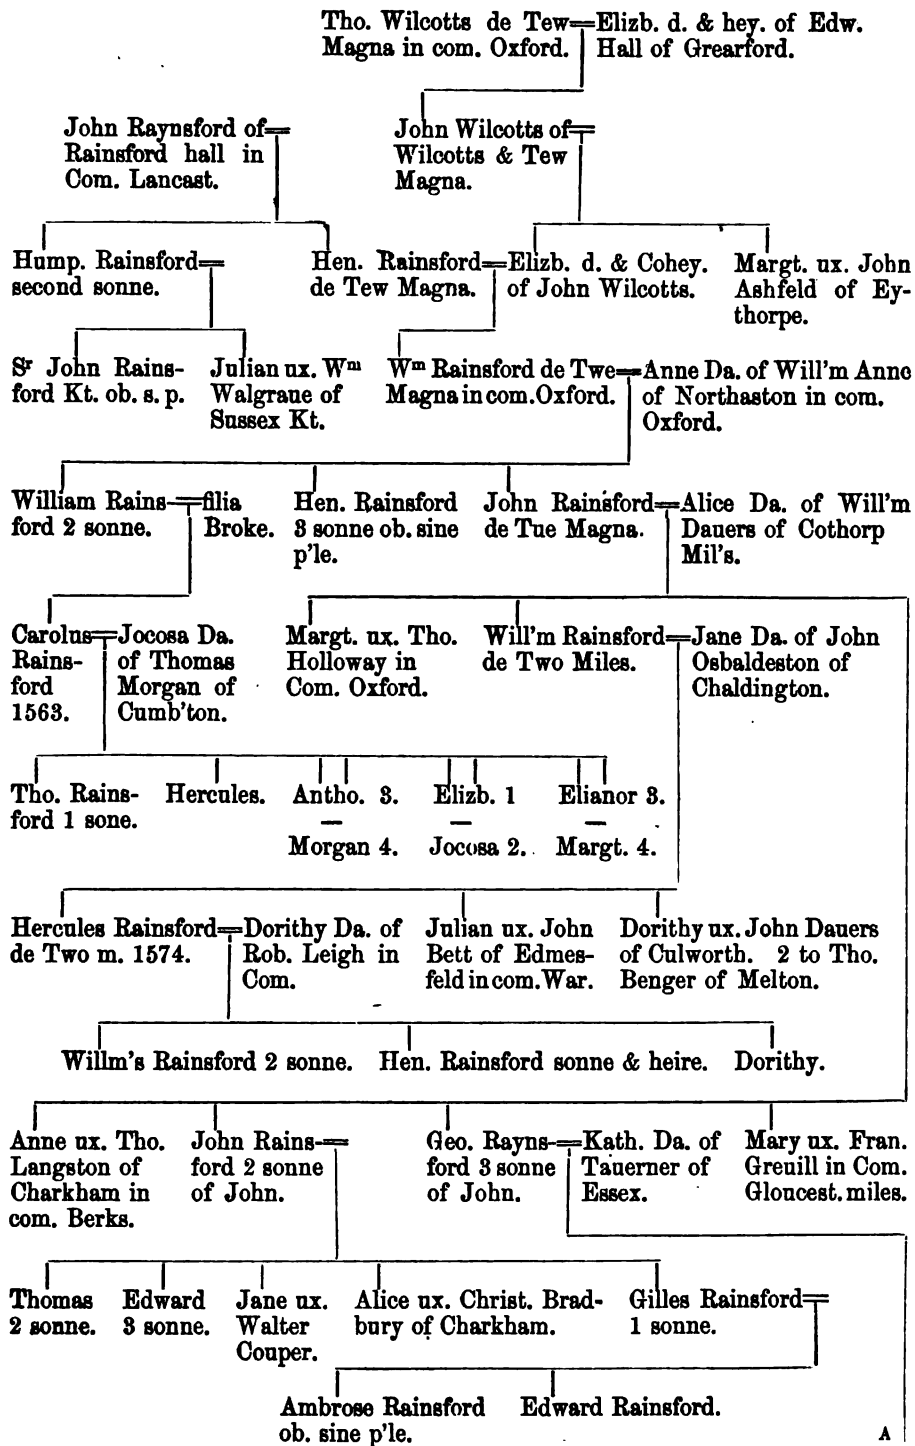 Tho. Wilcotts de Tew=Elizb. d. & hey. of Edw.
Magna in com. Oxford. Hall of Grearford.
John Raynsford of=
Rainsford hall in
Com. Lancast.
John Wilcotts of=
Wilcotts & Tew
Magna.
Hump. Rainsford=
second sonne.
Hen. Rainsford=Elizb. d. & Cohey.
de Tew Magna. of John Wilcotts.
Margt. ux. John
Ashfeld of Ey-
thorpe.
Sr John Rains-
ford Kt. ob. s. p.
Julian ux. Wm
Walgraue of
Sussex Kt.
Wm Rainsford de Twe=Anne Da. of Will'm Anne
Magna in com. Oxford. of Northaston in com.
Oxford.
William Rains-=filia
ford 2 sonne. Broke.
Hen. Rainsford
3 sonne ob. sine
p'le.
John Rainsford=Alice Da. of Will'm
de Tue Magna. Dauers of Cothorp
Mil's.
Carolus=Jocosa Da.
Rains- of Thomas
ford Morgan of
1563. Cumb'ton.
Margt. ux. Tho.
Holloway in
Com. Oxford.
Will'm Rainsford=Jane Da. of John
de Two Miles. Osbaldeston of
Chaldington.
Tho. Rains-
ford 1 sone.
Hercules.
Antho. 3.
—
Morgan 4.
Elizb. 1
—
Jocosa 2.
Elianor 3.
—
Margt. 4.
Hercules Rainsford=Dorithy Da. of
de Two m. 1574. Rob. Leigh in
Com.
Julian ux. John
Bett of Edmes-
feld in com. War.
Dorithy ux. John Dauers
of Culworth. 2 to Tho.
Benger of Melton.
Willm's Rainsford 2 sonne. Hen. Rainsford sonne & heire. Dorithy.
Anne ux. Tho.
Langston of
Charkham in
com. Berks.
John Rains-=
ford 2 sonne
of John.
Geo. Rayns-=Kath. Da. of
ford 3 sonne Tauerner of
of John. Essex.
Mary ux. Fran.
Greuill in Com.
Gloucest. miles.
Thomas
2 sonne.
Edward
3 sonne.
Jane ux.
Walter
Couper.
Alice ux. Christ. Brad-
bury of Charkham.
Gilles Rainsford=
1 sonne.
Ambrose Rainsford
ob. sine p'le.
Edward Rainsford.
A